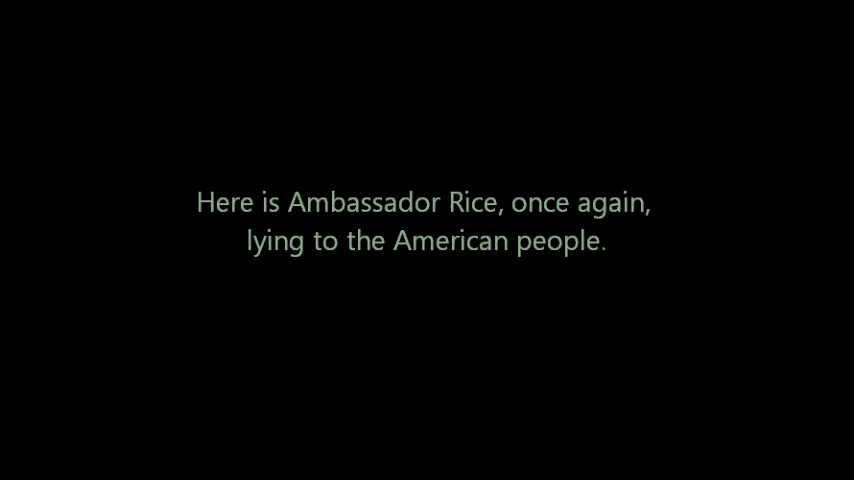 Here is Ambassador Rice, once again,
lying to the American people.